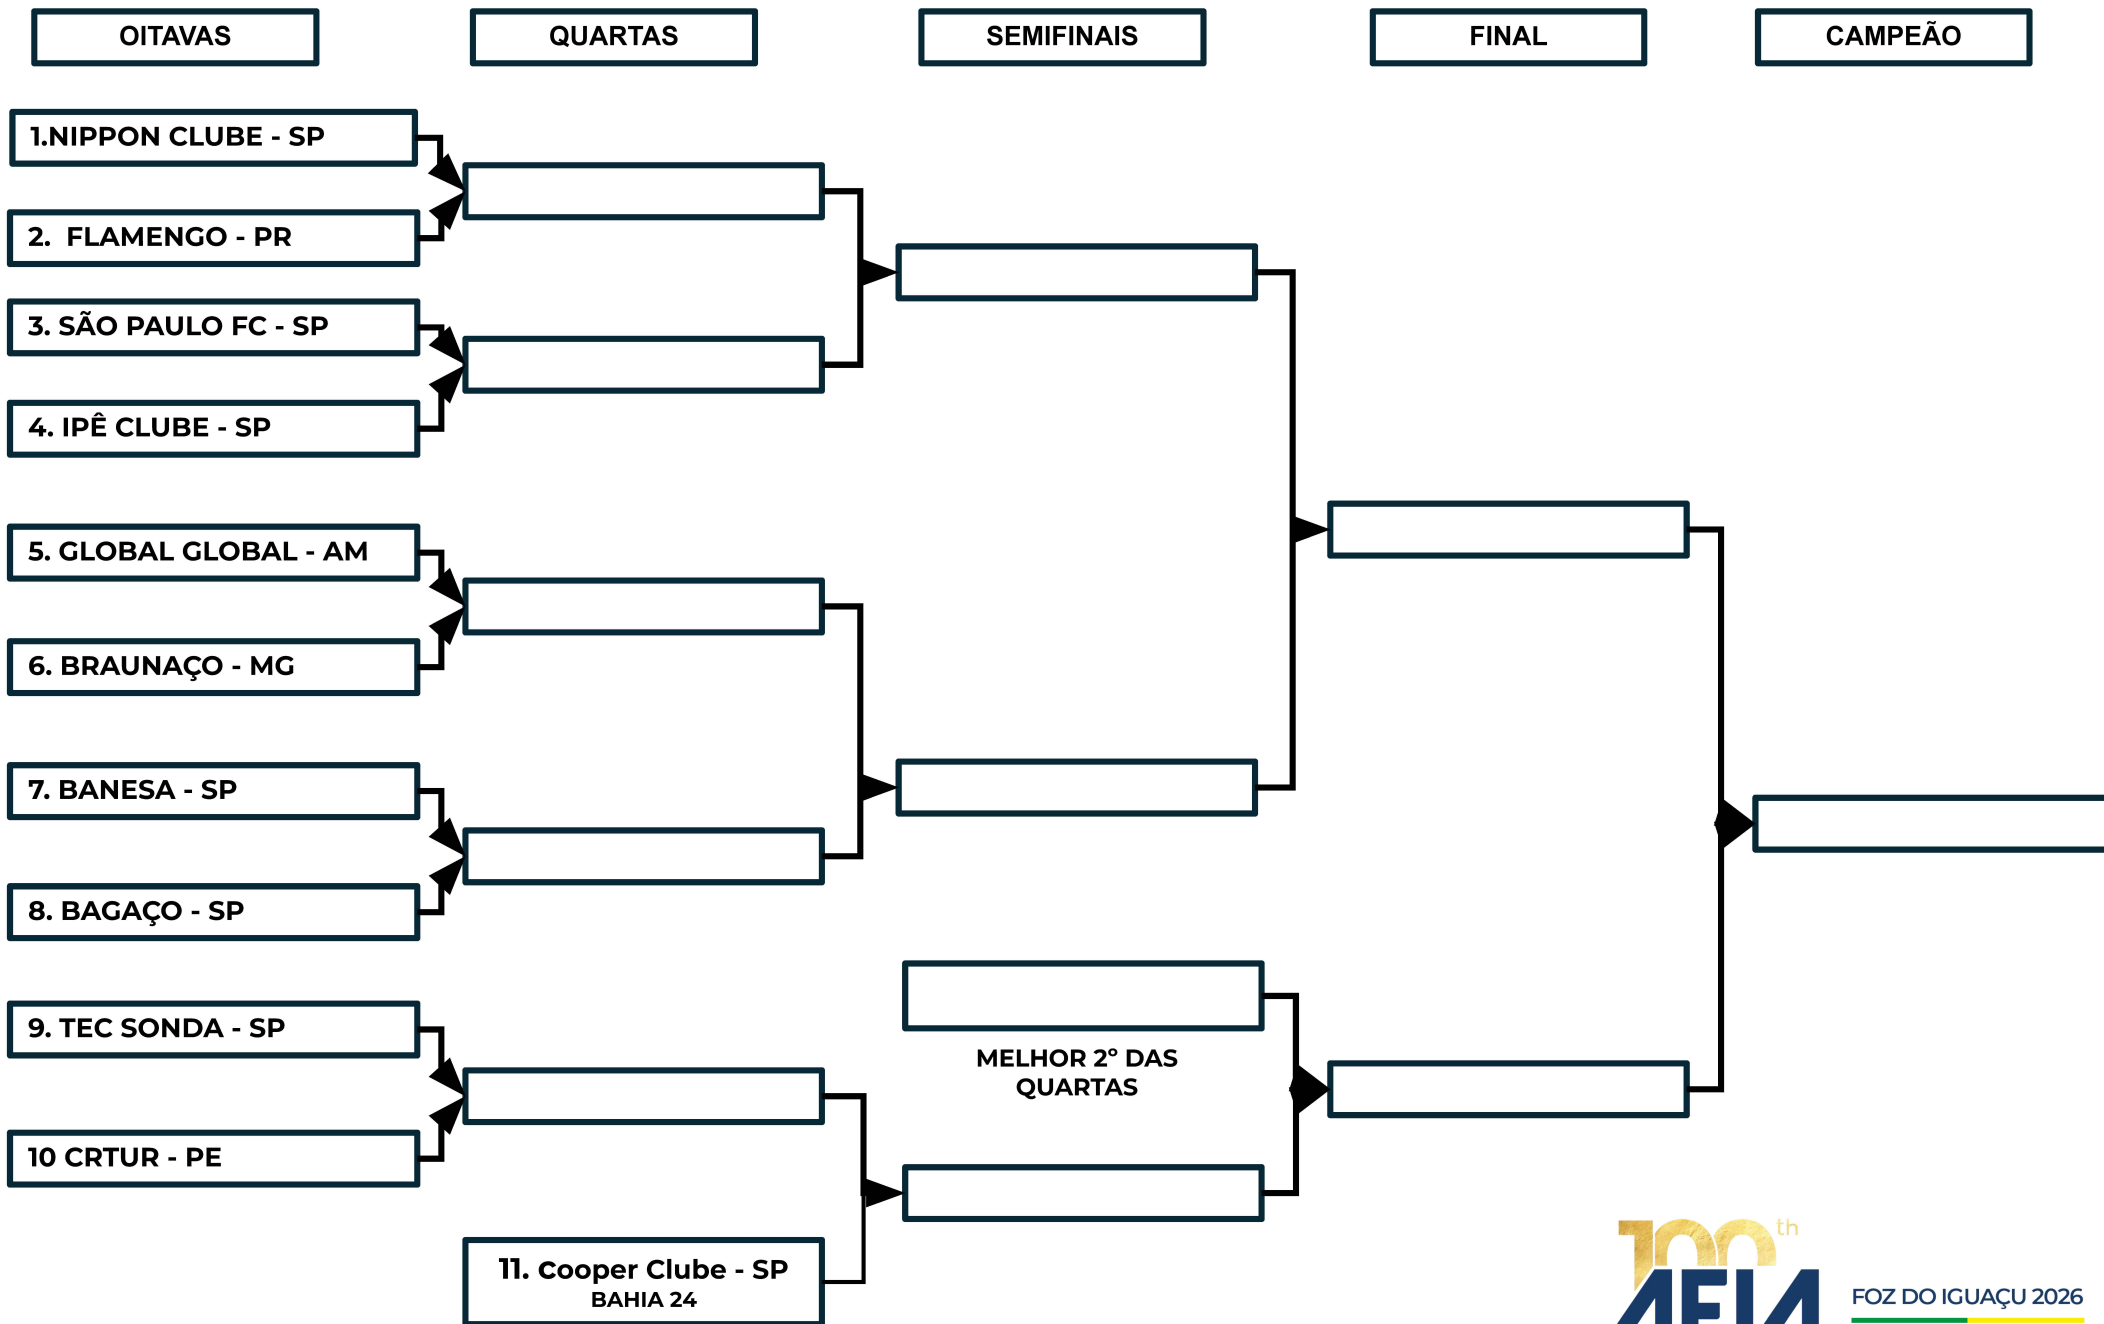 OITAVAS
QUARTAS
SEMIFINAIS
FINAL
CAMPEÃO
1.NIPPON CLUBE - SP
2. FLAMENGO - PR
3. SÃO PAULO FC - SP
4. IPÊ CLUBE - SP
5. GLOBAL GLOBAL - AM
6. BRAUNAÇO - MG
7. BANESA - SP
8. BAGAÇO - SP
9. TEC SONDA - SP
10 CRTUR - PE
MELHOR 2º DAS
QUARTAS
11. Cooper Clube - SP
BAHIA 24
100th
AFIA
FOZ DO IGUAÇU 2026